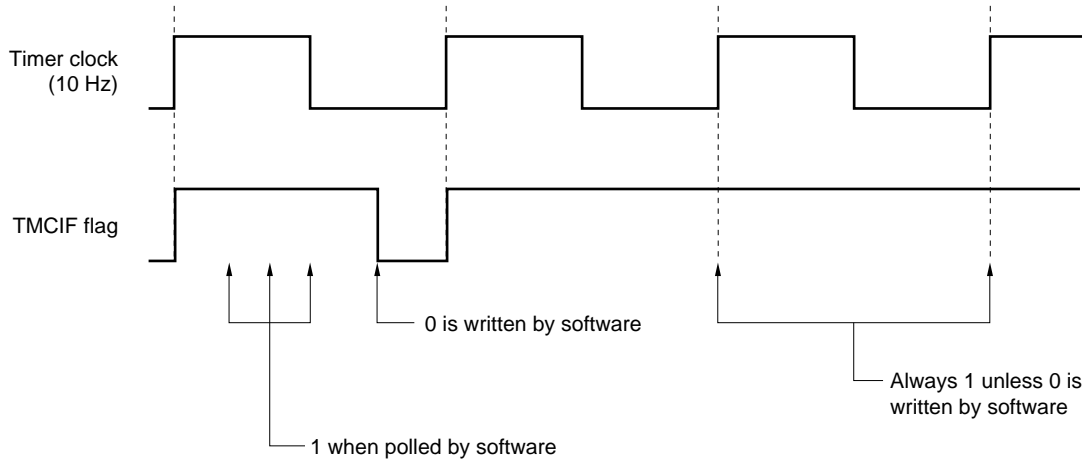 Timer clock
(10 Hz)
TMCIF flag
0 is written by software
Always 1 unless 0 is
written by software
1 when polled by software